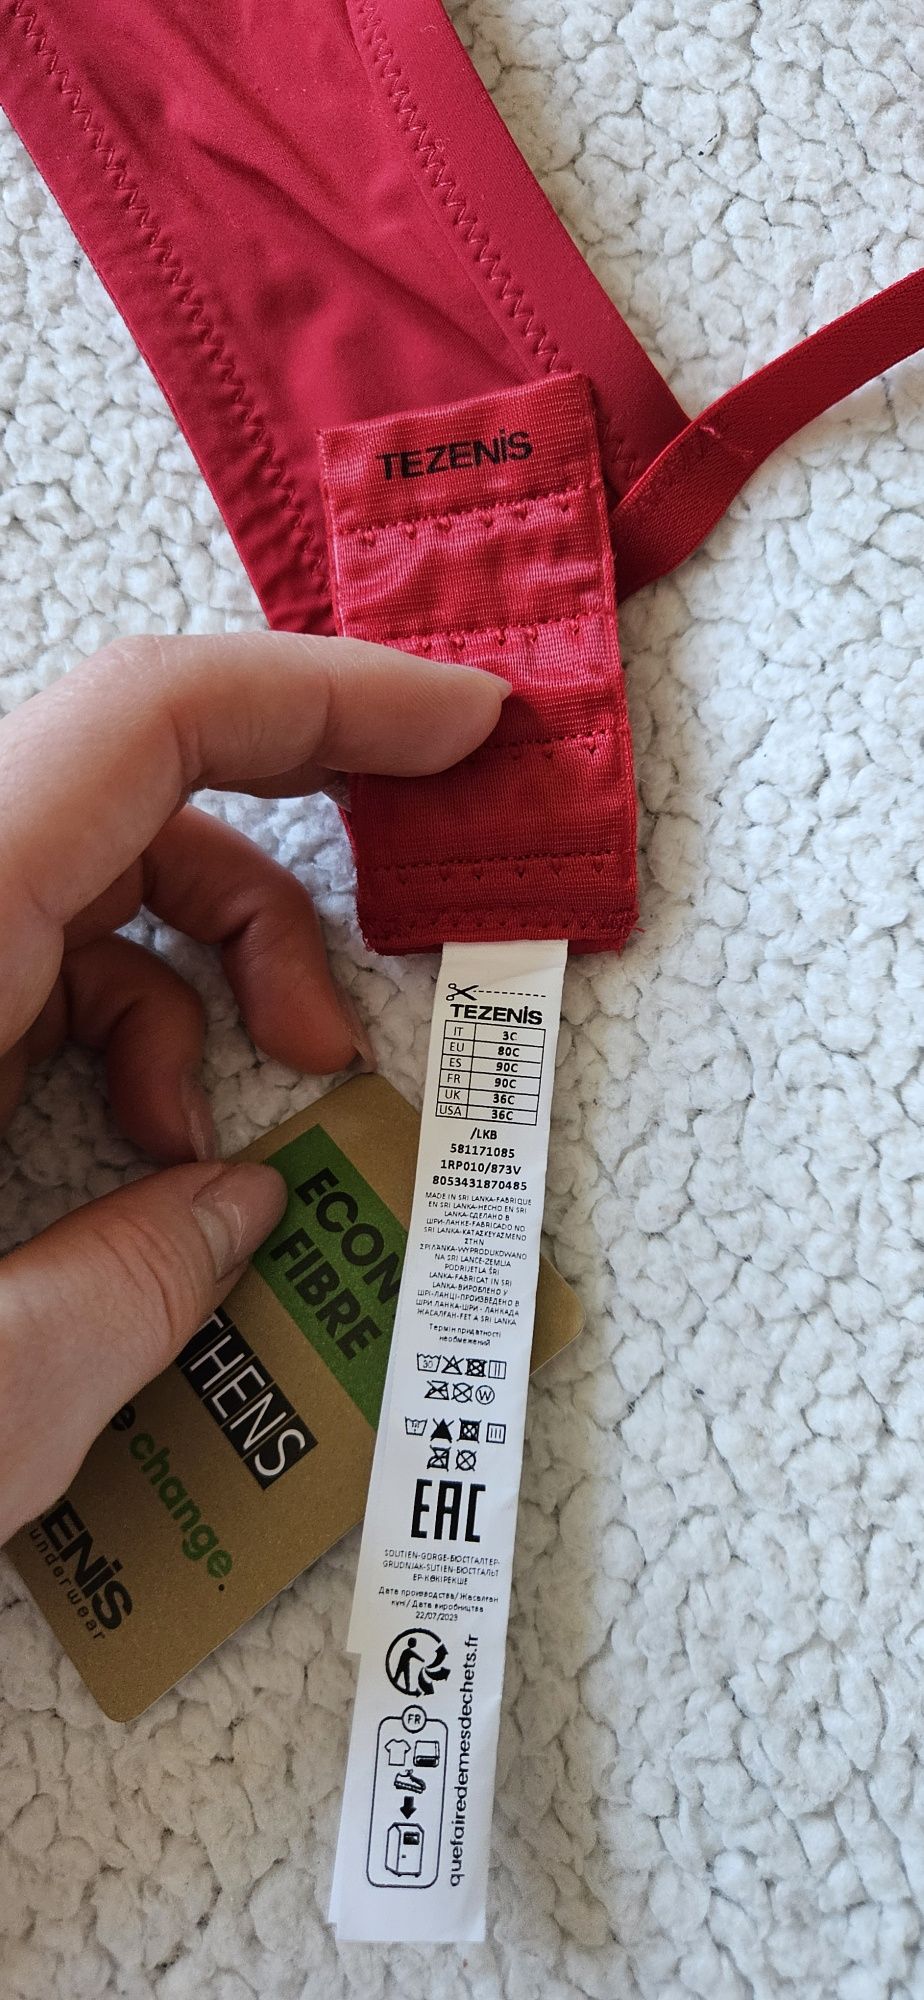 TEZENIS
TEZENIS
IT 3C
EU 80C
ES 90C
FR 90C
UK 36C
USA 36C
/LKB
581171085
1RP010/873V
8053431870485
MADE IN SRI LANKA-FABRIQUE
EN SRI LANKA-HECHO EN SRI
LANKA-СДЕЛАНО В
ШРИ-ЛАНКЕ-FABRICADO NO
SRI LANKA-ΚΑΤΑΣΚΕΥΑΣΜΕΝΟ
ΣΤΗΝ
ΣΡΙ ΛΑΝΚΑ-WYPRODUKOWANO
NA SRI LANCE-ZEMLJA
PODRIJETLA ŠRI
LANKA-FABRICAT IN SRI
LANKA-ВИРОБЛЕНО У
ШРІ-ЛАНЦІ-ПРОИЗВЕДЕНО В
ШРИ ЛАНКА-ШРИ - ЛАНКАДА
ЖАСАЛҒАН-FET A SRI LANKA
Термін придатності
необмежений
30
W
EAC
SOUTIEN-GORGE-БЮСТГАЛТЕР-
GRUDNJAK-SUTIEN-БЮСТГАЛЬТ
ЕР-КӨКІРЕКШЕ
Дата производства/Жасалған
күні/Дата виробництва
22/07/2023
FR
quefairedemesdechets.fr
ECON
FIBRE
THENS
e change.
ENIS
underwear